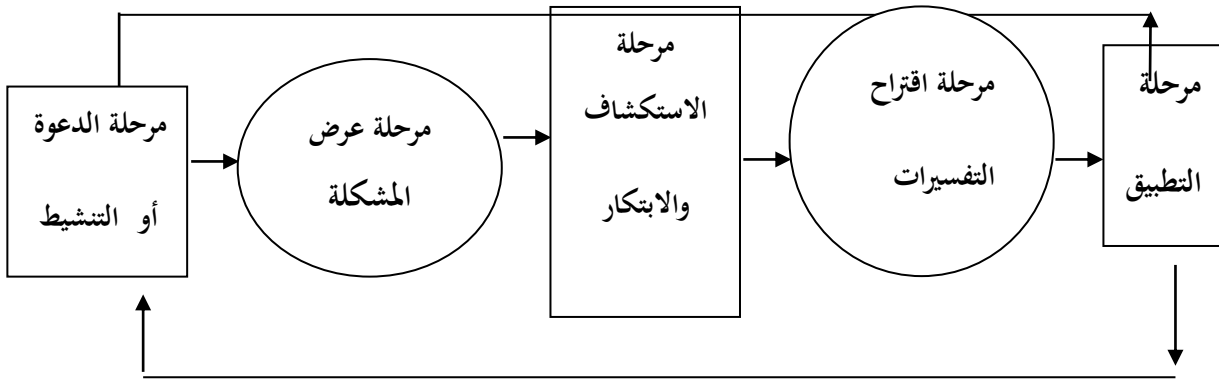 مرحلة الدعوة
أو التنشيط
مرحلة عرض
المشكلة
مرحلة
الاستكشاف
والابتكار
مرحلة اقتراح
التفسيرات
مرحلة
التطبيق